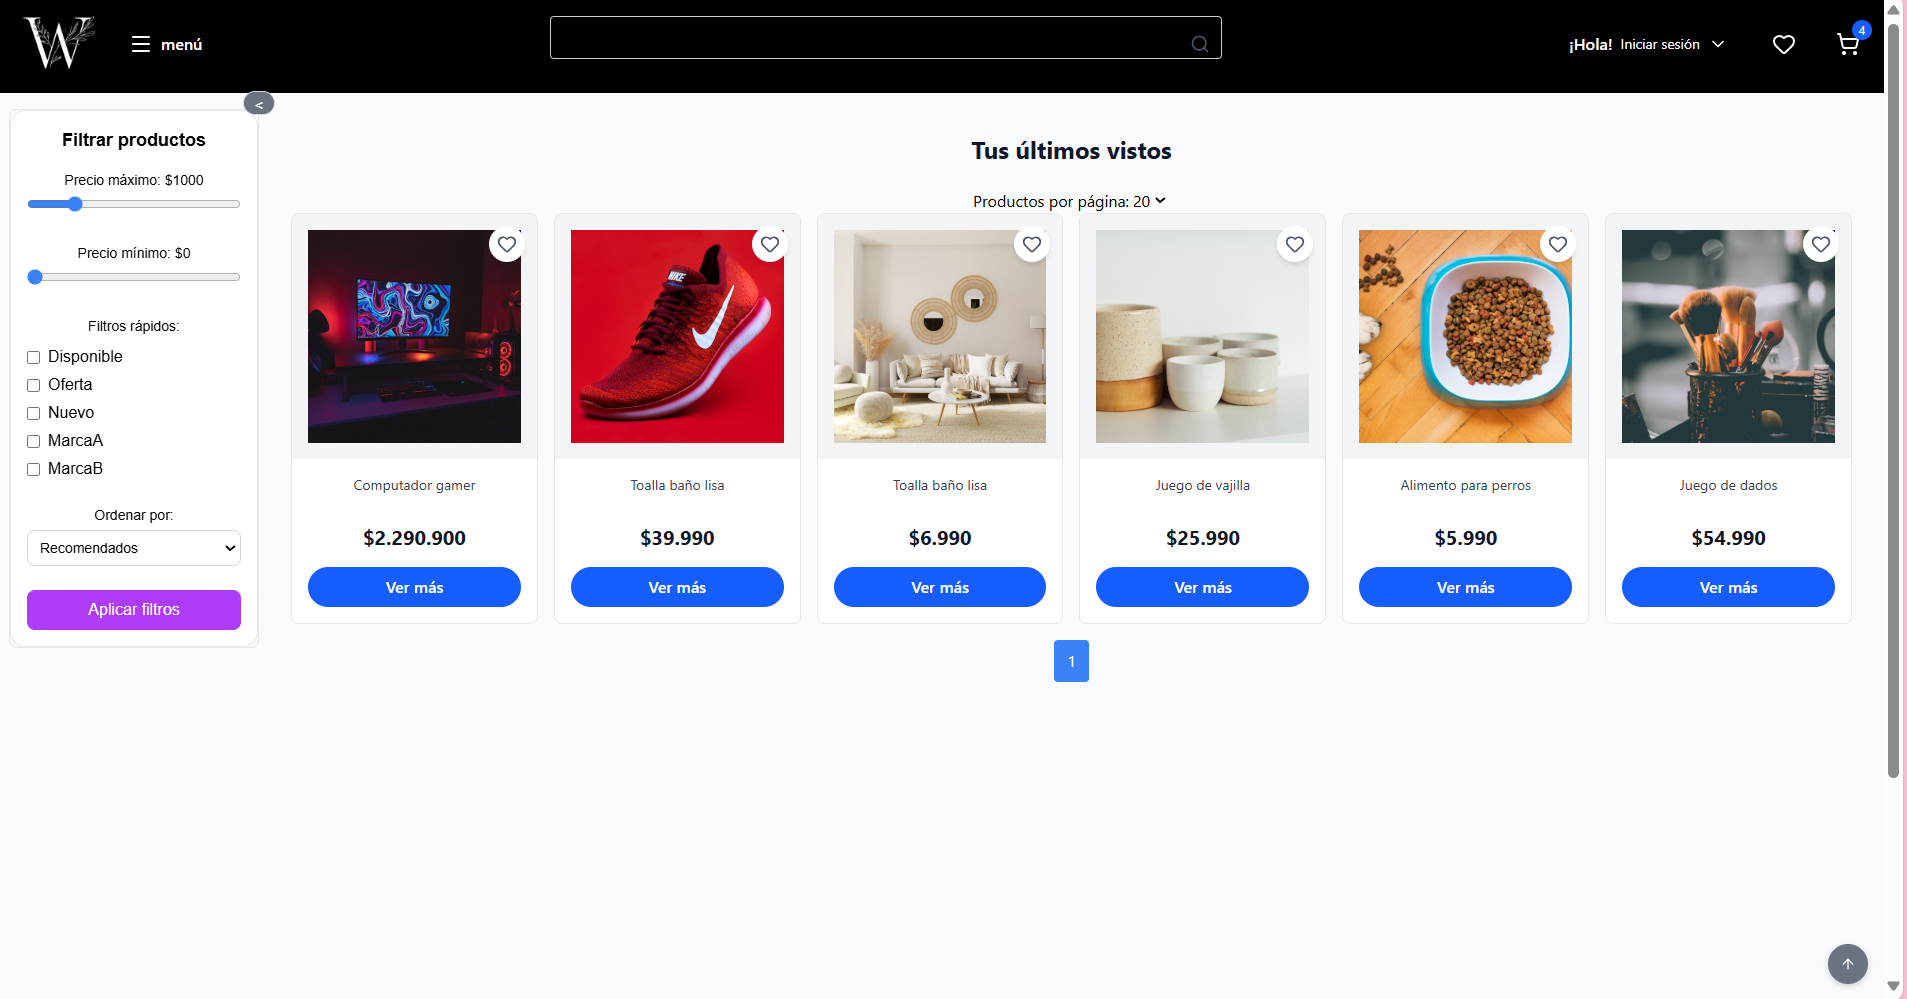 W
menú
¡Hola! Iniciar sesión
4
<
Filtrar productos
Precio máximo: $1000
Precio mínimo: $0
Filtros rápidos:
Disponible
Oferta
Nuevo
MarcaA
MarcaB
Ordenar por:
Recomendados
Aplicar filtros
Tus últimos vistos
Productos por página: 20
NIKE
Computador gamer
$2.290.900
Ver más
Toalla baño lisa
$39.990
Ver más
Toalla baño lisa
$6.990
Ver más
Juego de vajilla
$25.990
Ver más
Alimento para perros
$5.990
Ver más
Juego de dados
$54.990
Ver más
1